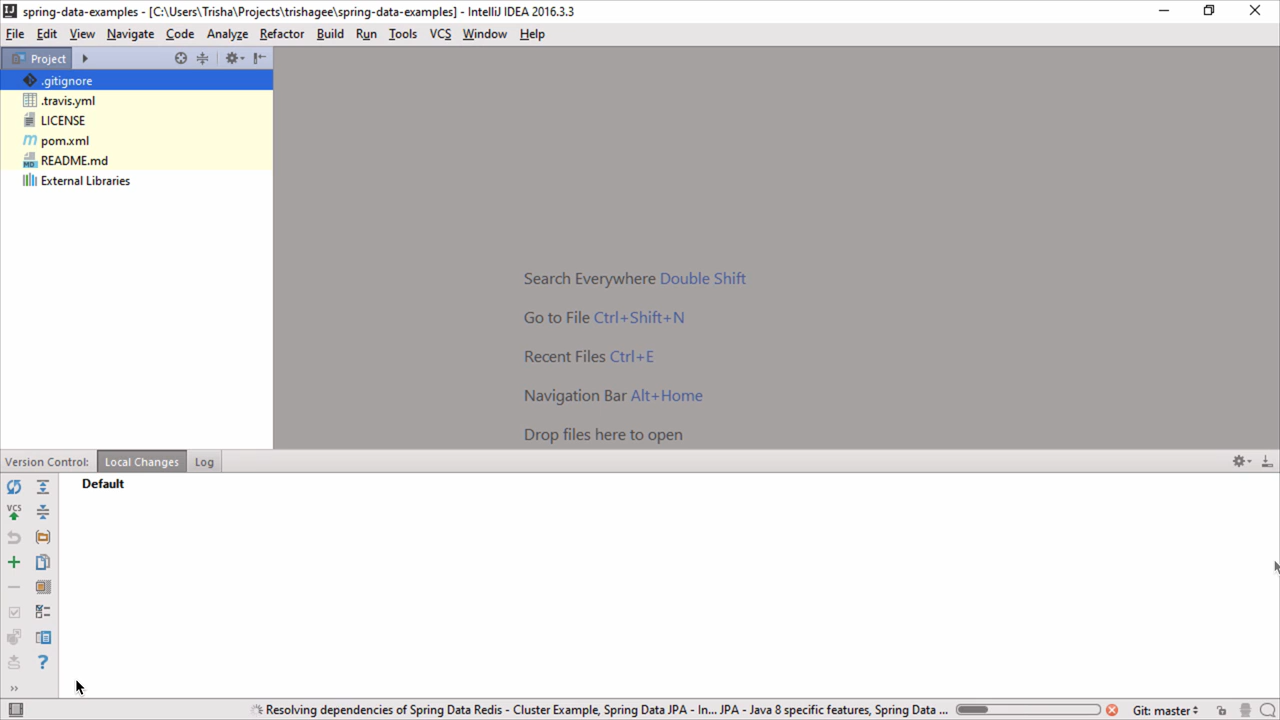 spring-data-examples - [C:\Users\Trisha\Projects\trishagee\spring-data-examples] - IntelliJ IDEA 2016.3.3
File Edit View Navigate Code Analyze Refactor Build Run Tools VCS Window Help
Project
.gitignore
.travis.yml
LICENSE
pom.xml
README.md
External Libraries
Search Everywhere Double Shift
Go to File Ctrl+Shift+N
Recent Files Ctrl+E
Navigation Bar Alt+Home
Drop files here to open
Version Control: Local Changes Log
Default
VCS
Resolving dependencies of Spring Data Redis - Cluster Example, Spring Data JPA - In... JPA - Java 8 specific features, Spring Data ... Git: master